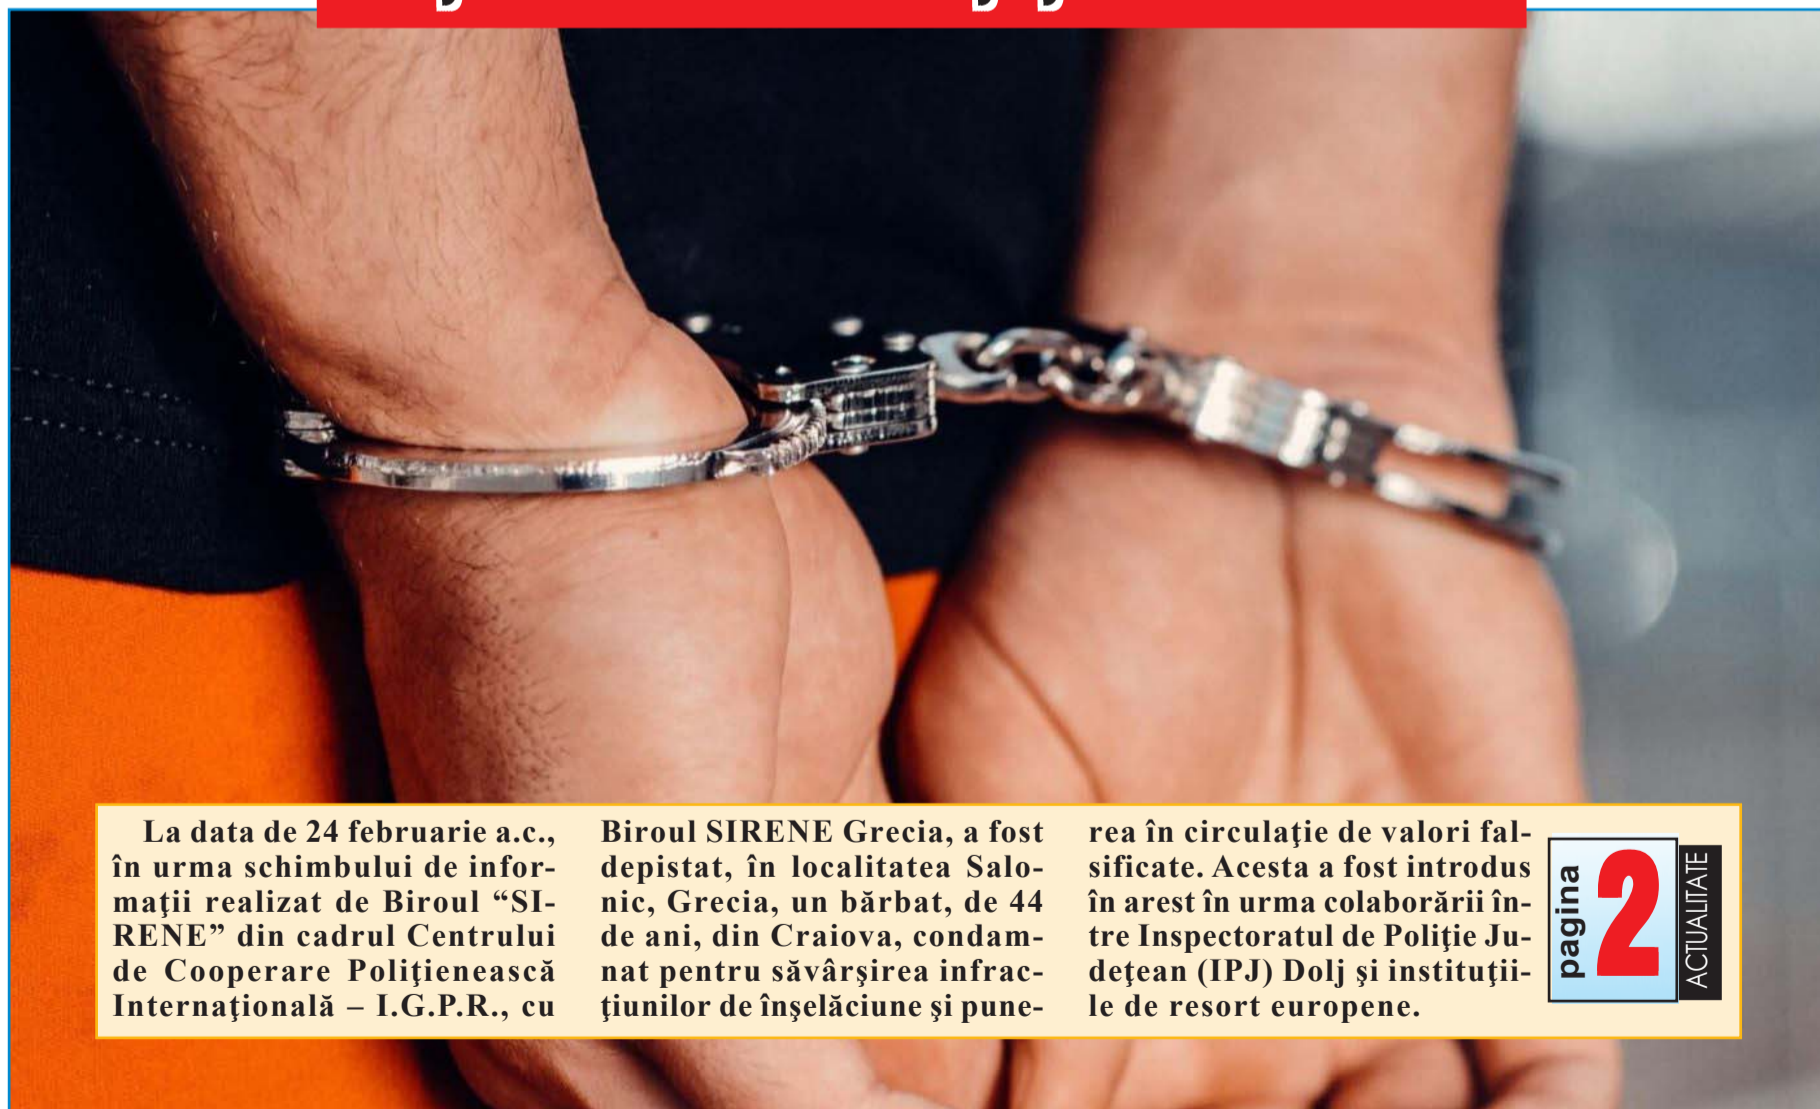 La data de 24 februarie a.c.,
în urma schimbului de infor-
maţii realizat de Biroul “SI-
RENE” din cadrul Centrului
de Cooperare Poliţienească
Internaţională – I.G.P.R., cu
Biroul SIRENE Grecia, a fost
depistat, în localitatea Salo-
nic, Grecia, un bărbat, de 44
de ani, din Craiova, condam-
nat pentru săvârşirea infrac-
ţiunilor de înşelăciune şi pune-
rea în circulaţie de valori fal-
sificate. Acesta a fost introdus
în arest în urma colaborării în-
tre Inspectoratul de Poliţie Ju-
deţean (IPJ) Dolj şi instituţii-
le de resort europene.
pagina
2
ACTUALITATE